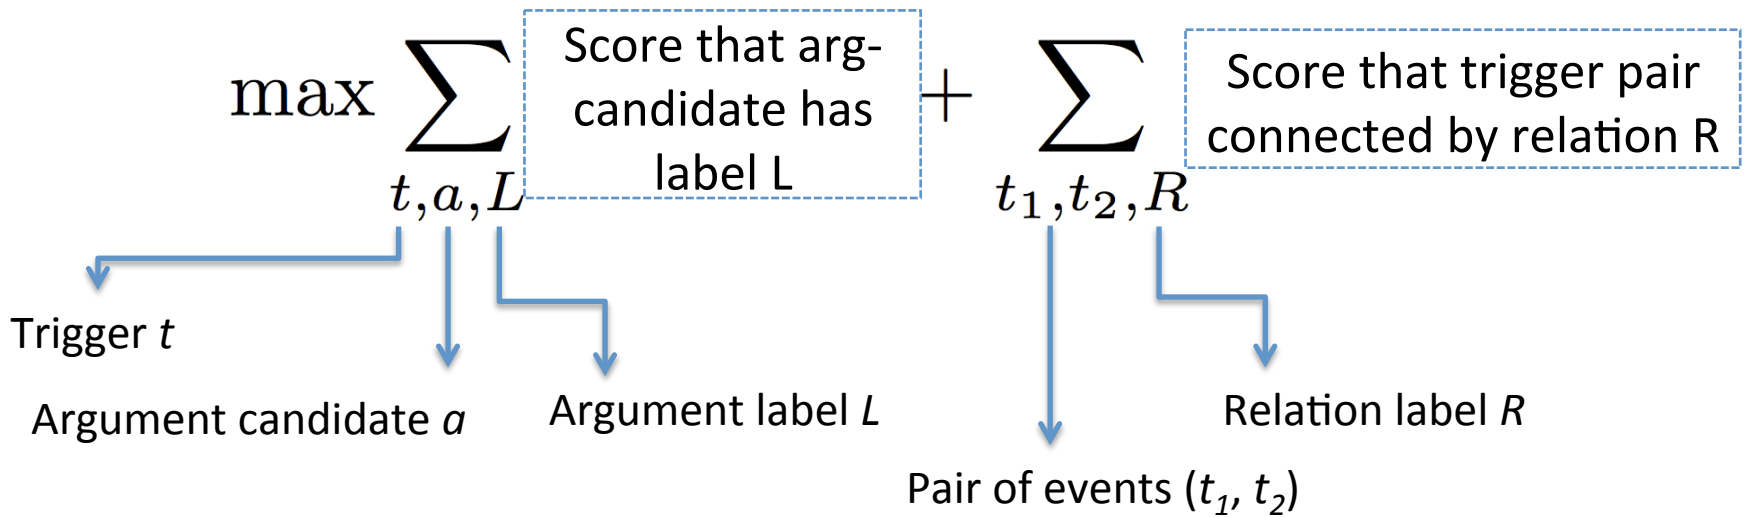 max ∑ Score that arg-
candidate has
label L + ∑ Score that trigger pair
connected by relation R
t,a,L
t₁,t₂,R
Trigger t
Argument candidate a
Argument label L
Relation label R
Pair of events (t₁, t₂)